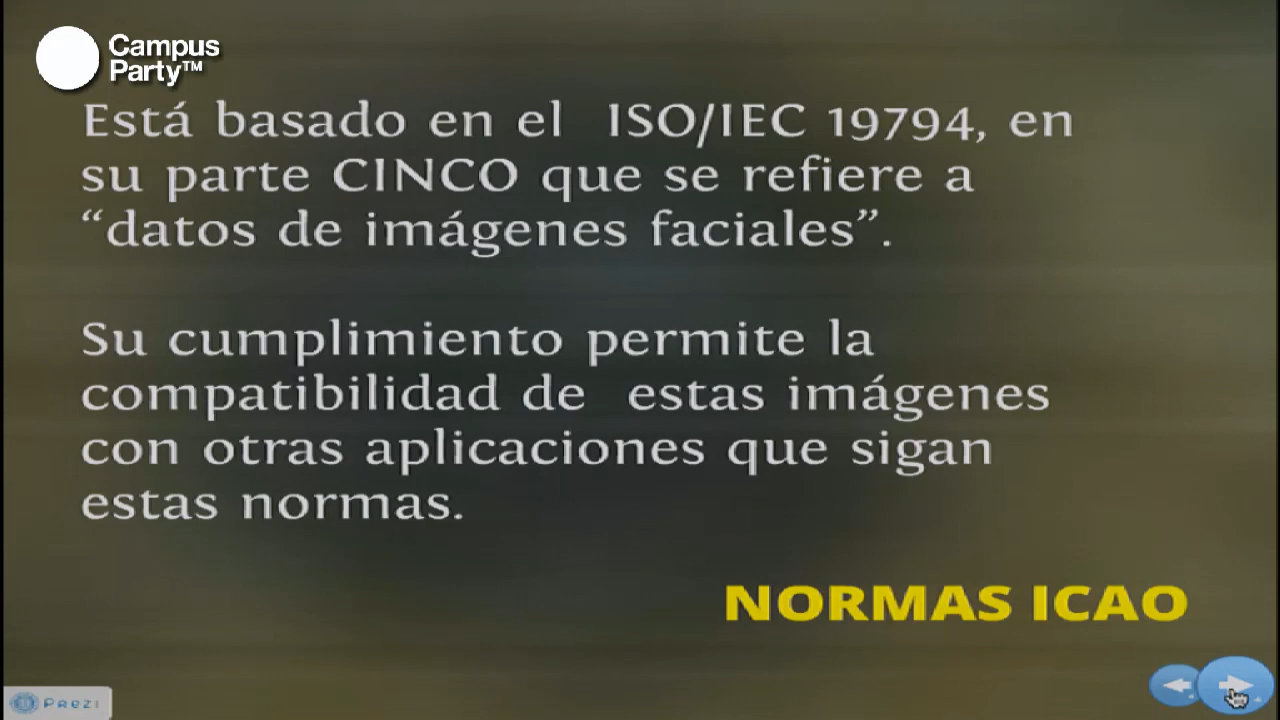 Campus
Party™
Está basado en el ISO/IEC 19794, en
su parte CINCO que se refiere a
“datos de imágenes faciales”.
Su cumplimiento permite la
compatibilidad de estas imágenes
con otras aplicaciones que sigan
estas normas.
NORMAS ICAO
Prezi